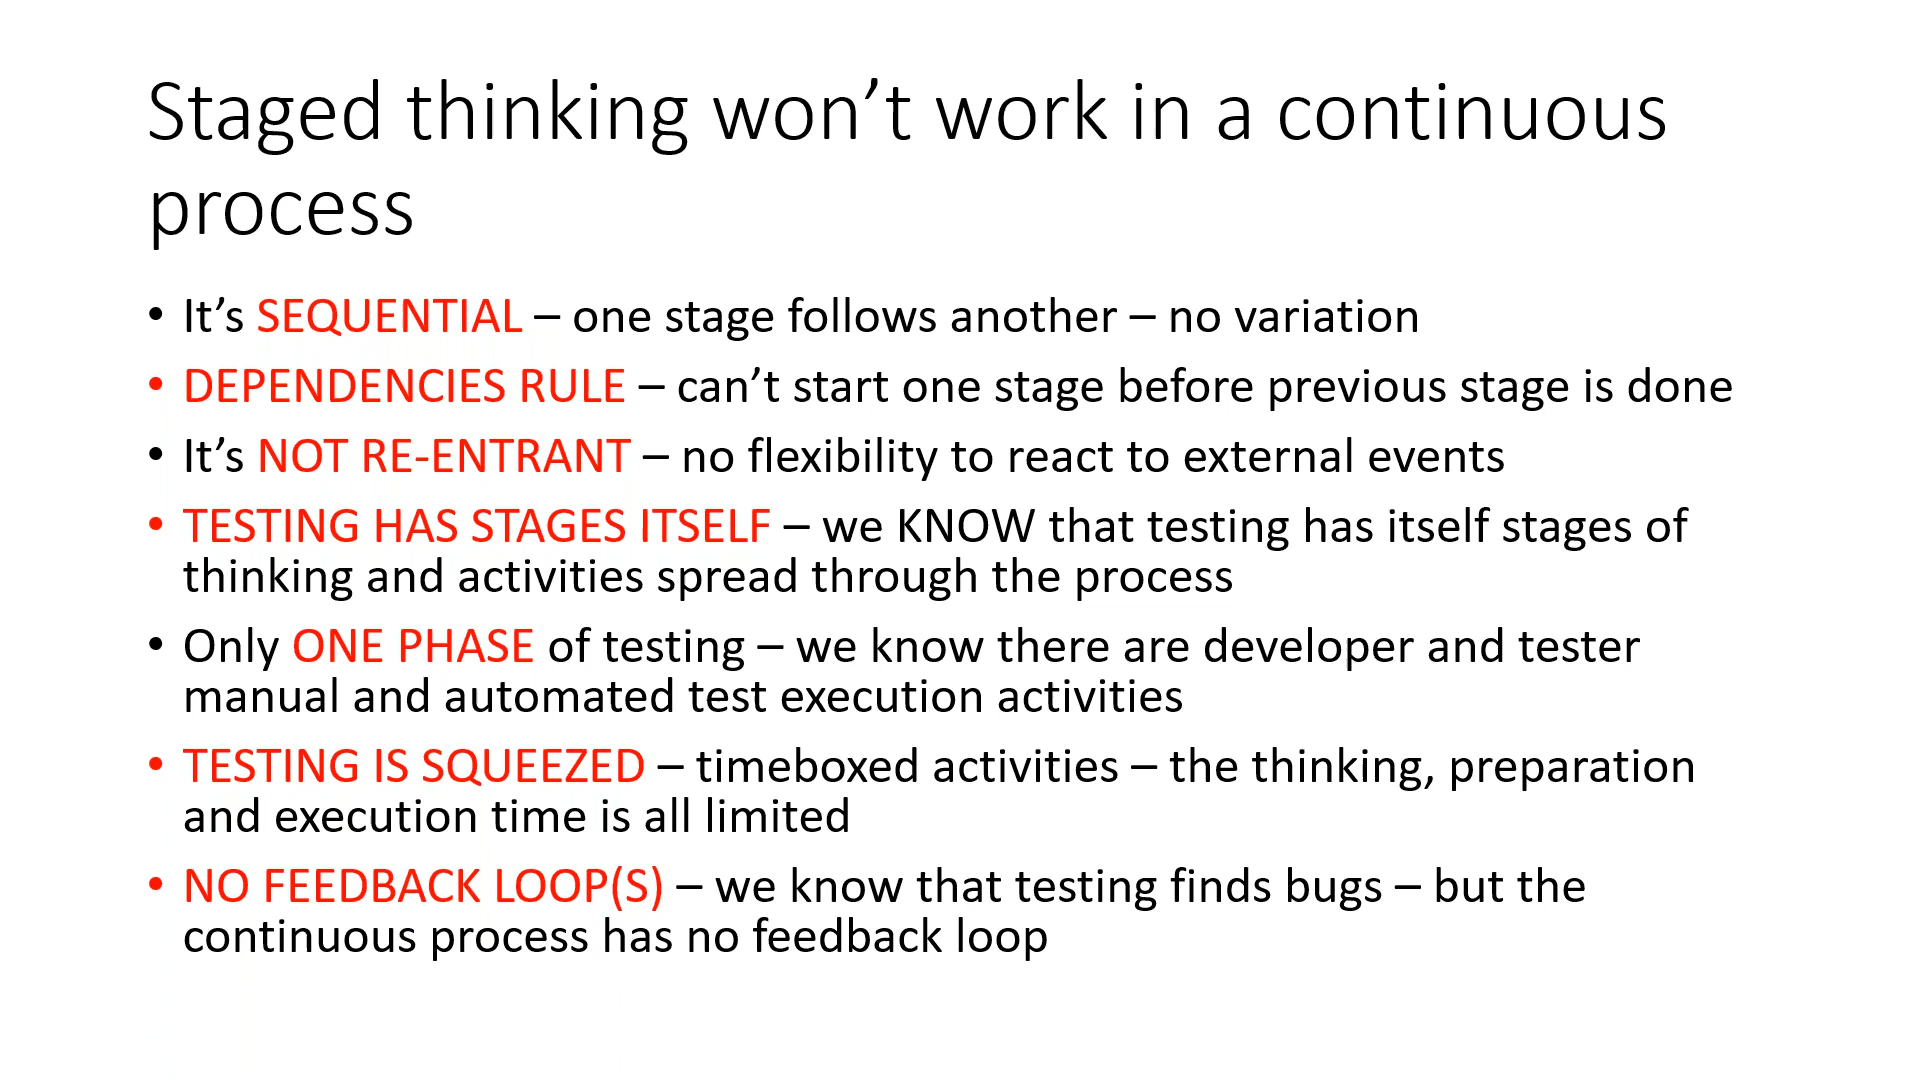 Staged thinking won’t work in a continuous
process
• It’s SEQUENTIAL – one stage follows another – no variation
• DEPENDENCIES RULE – can’t start one stage before previous stage is done
• It’s NOT RE-ENTRANT – no flexibility to react to external events
• TESTING HAS STAGES ITSELF – we KNOW that testing has itself stages of
thinking and activities spread through the process
• Only ONE PHASE of testing – we know there are developer and tester
manual and automated test execution activities
• TESTING IS SQUEEZED – timeboxed activities – the thinking, preparation
and execution time is all limited
• NO FEEDBACK LOOP(S) – we know that testing finds bugs – but the
continuous process has no feedback loop